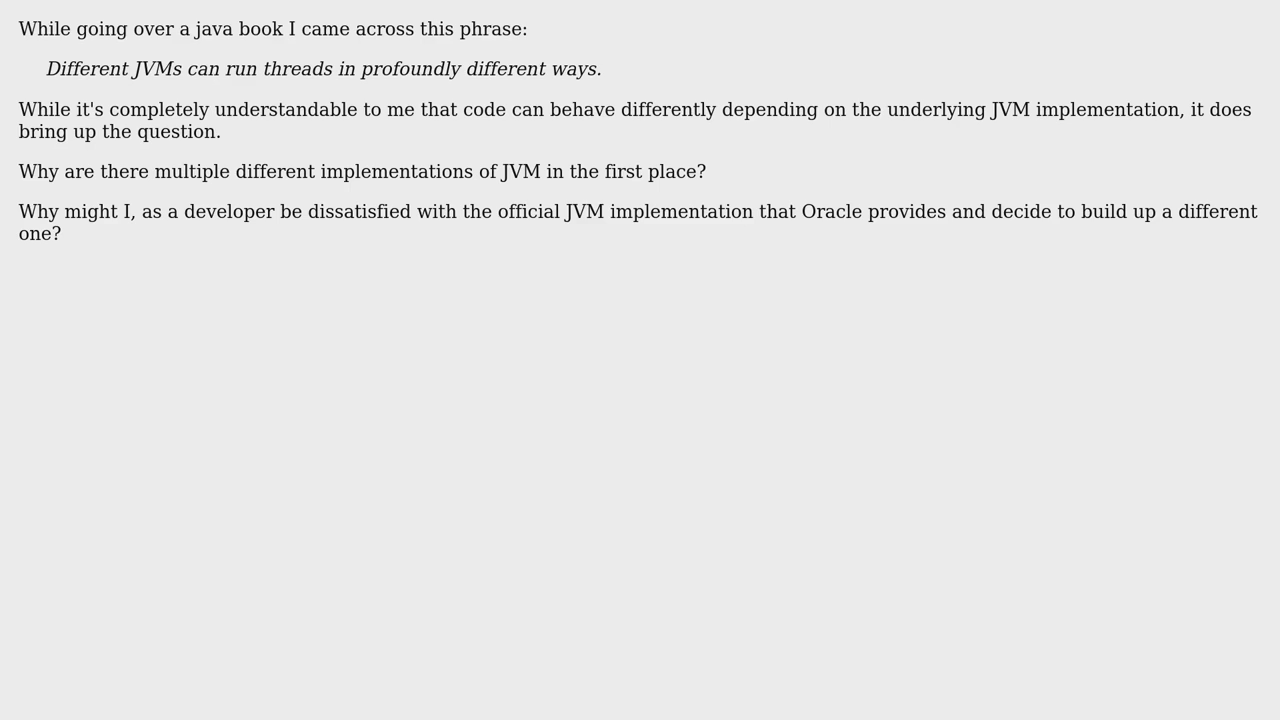 While going over a java book I came across this phrase:
Different JVMs can run threads in profoundly different ways.
While it's completely understandable to me that code can behave differently depending on the underlying JVM implementation, it does
bring up the question.
Why are there multiple different implementations of JVM in the first place?
Why might I, as a developer be dissatisfied with the official JVM implementation that Oracle provides and decide to build up a different
one?